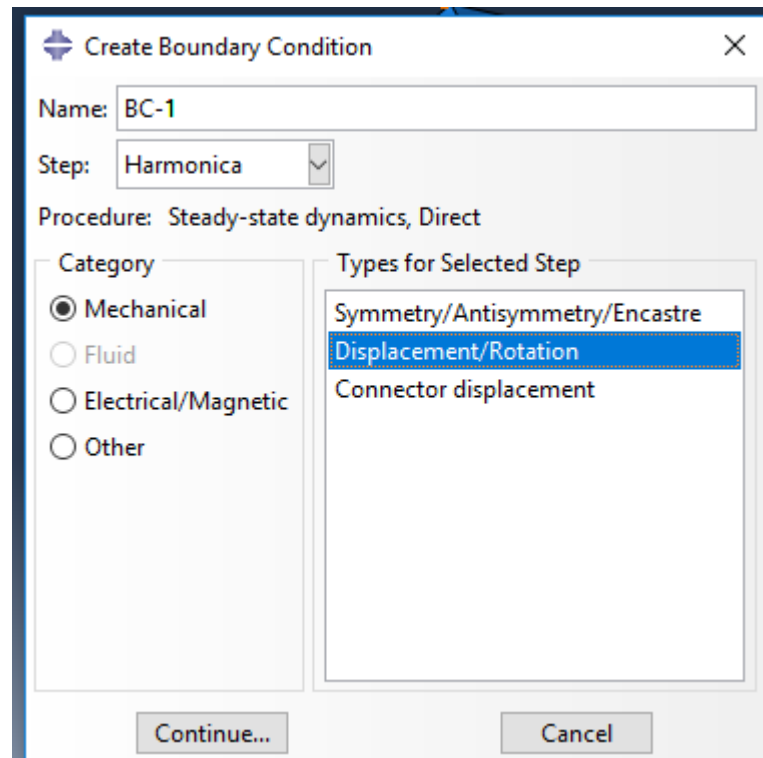 Create Boundary Condition
Name: BC-1
Step: Harmonica
Procedure: Steady-state dynamics, Direct
Category
Mechanical
Fluid
Electrical/Magnetic
Other
Types for Selected Step
Symmetry/Antisymmetry/Encastre
Displacement/Rotation
Connector displacement
Continue... Cancel